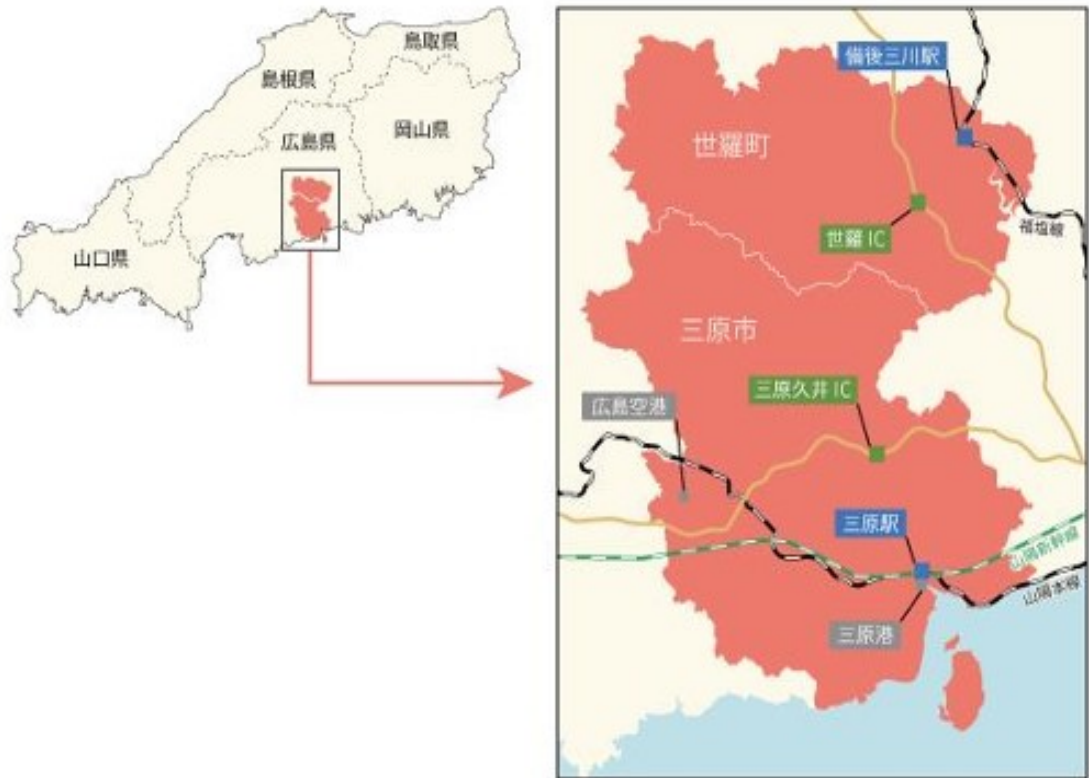 鳥取県
島根県
岡山県
広島県
山口県
備後三川駅
世羅町
世羅 IC
福塩線
三原市
三原久井 IC
広島空港
三原駅
山陽新幹線
山陽本線
三原港